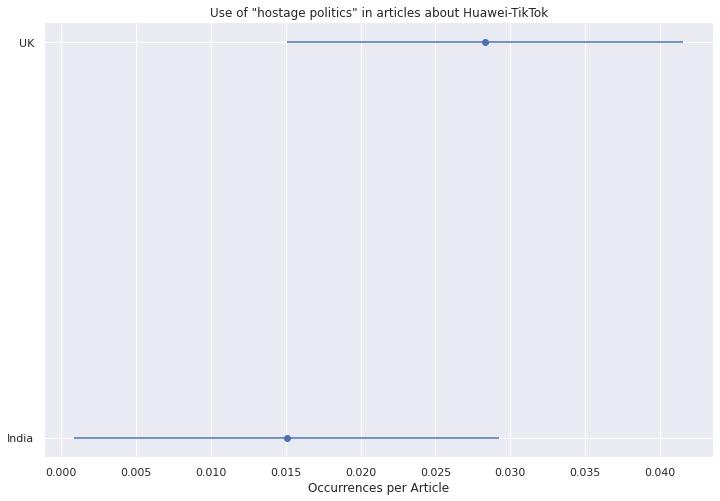 Use of "hostage politics" in articles about Huawei-TikTok
UK
India
0.000 0.005 0.010 0.015 0.020 0.025 0.030 0.035 0.040
Occurrences per Article